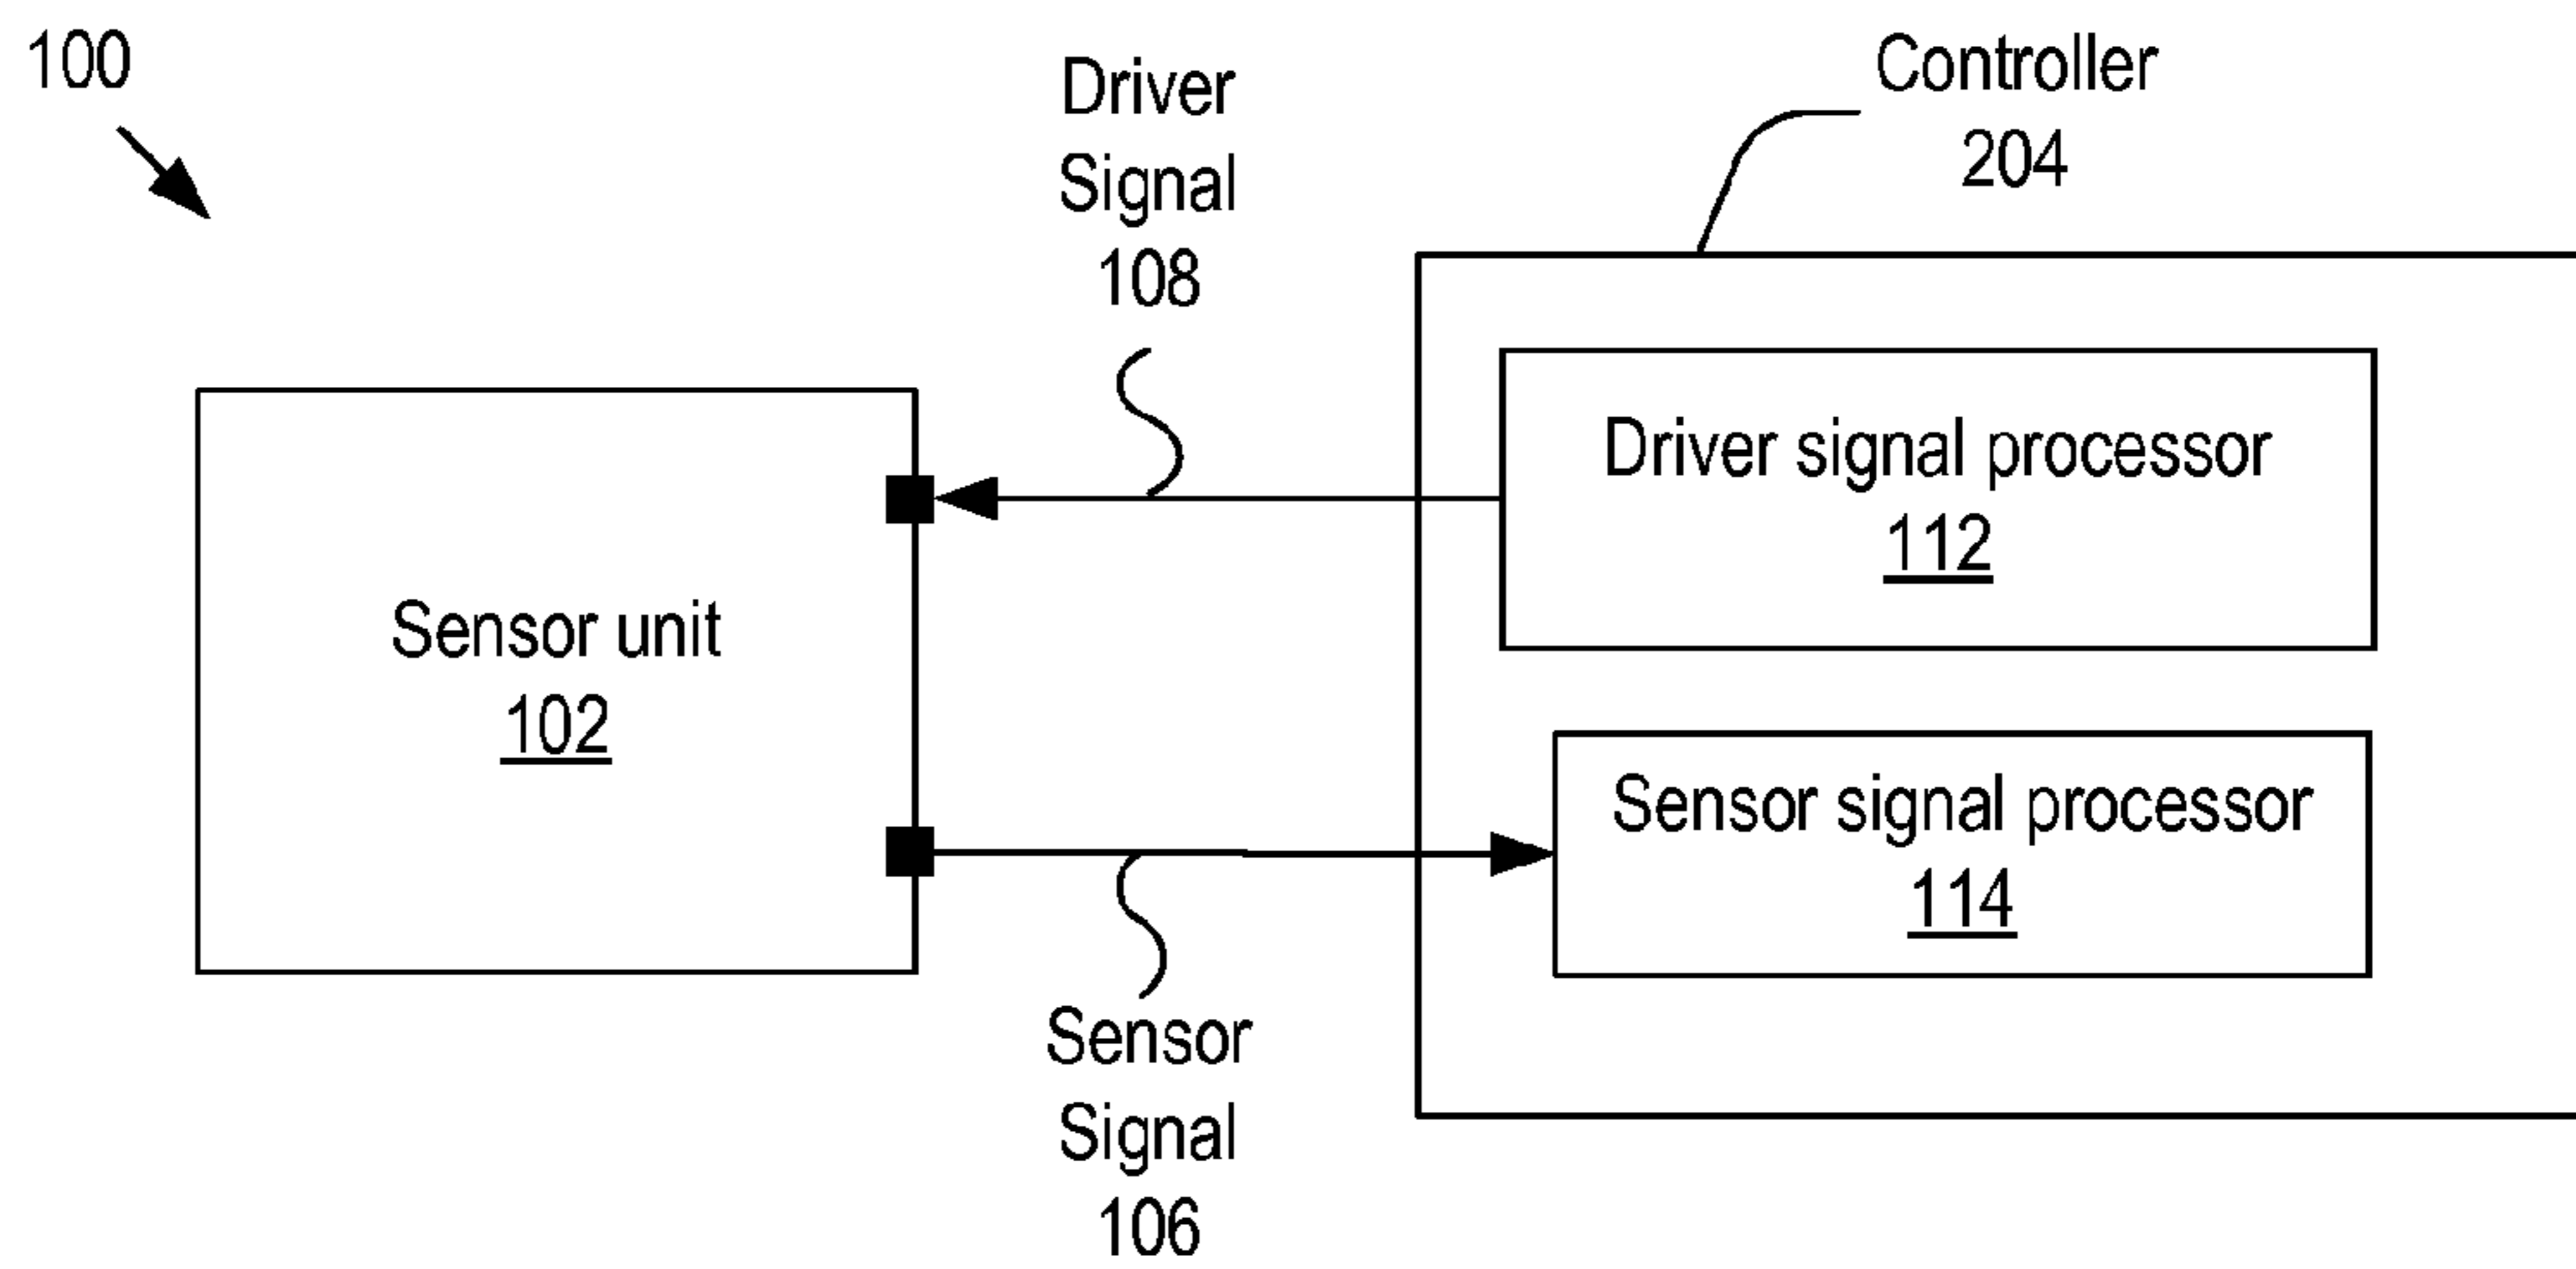 100
Driver
Signal
108
Controller
204
Driver signal processor
112
Sensor unit
102
Sensor signal processor
114
Sensor
Signal
106